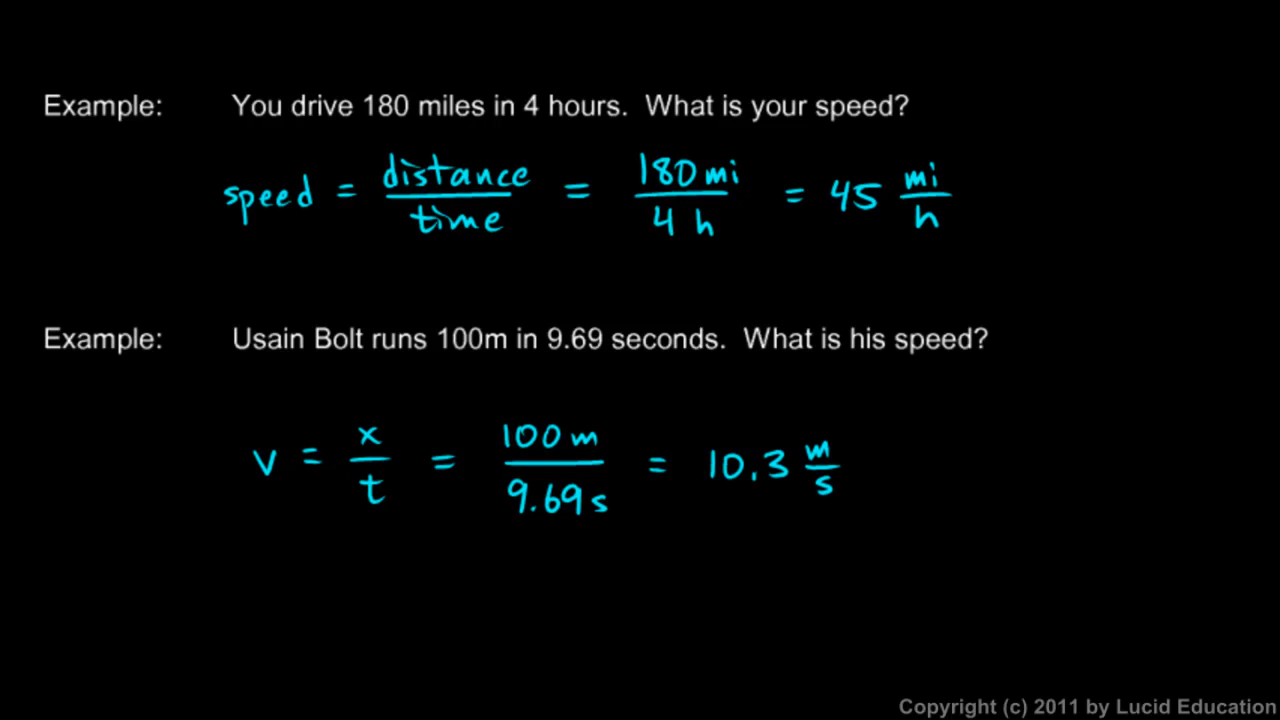 Example: You drive 180 miles in 4 hours. What is your speed?
speed = distance/time = 180 mi/4 h = 45 mi/h
Example: Usain Bolt runs 100m in 9.69 seconds. What is his speed?
v = x/t = 100 m/9.69 s = 10.3 m/s
Copyright (c) 2011 by Lucid Education